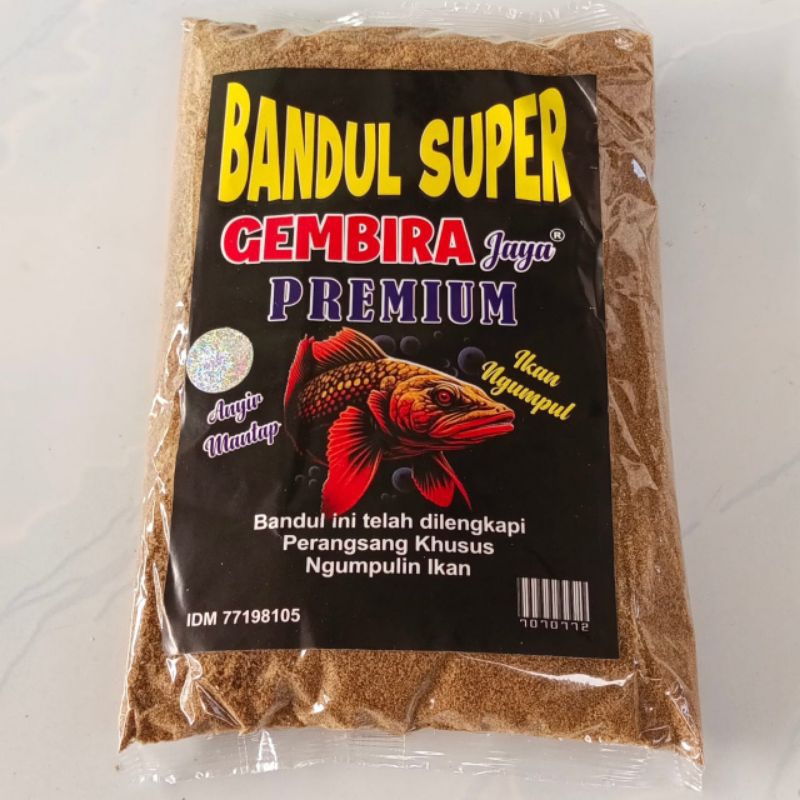 BANDUL SUPER
GEMBIRA Jaya®
PREMIUM
Ikan
Ngumpul
Anyir
Mantap
Bandul ini telah dilengkapi
Perangsang Khusus
Ngumpulin Ikan
IDM 77198105
7070772